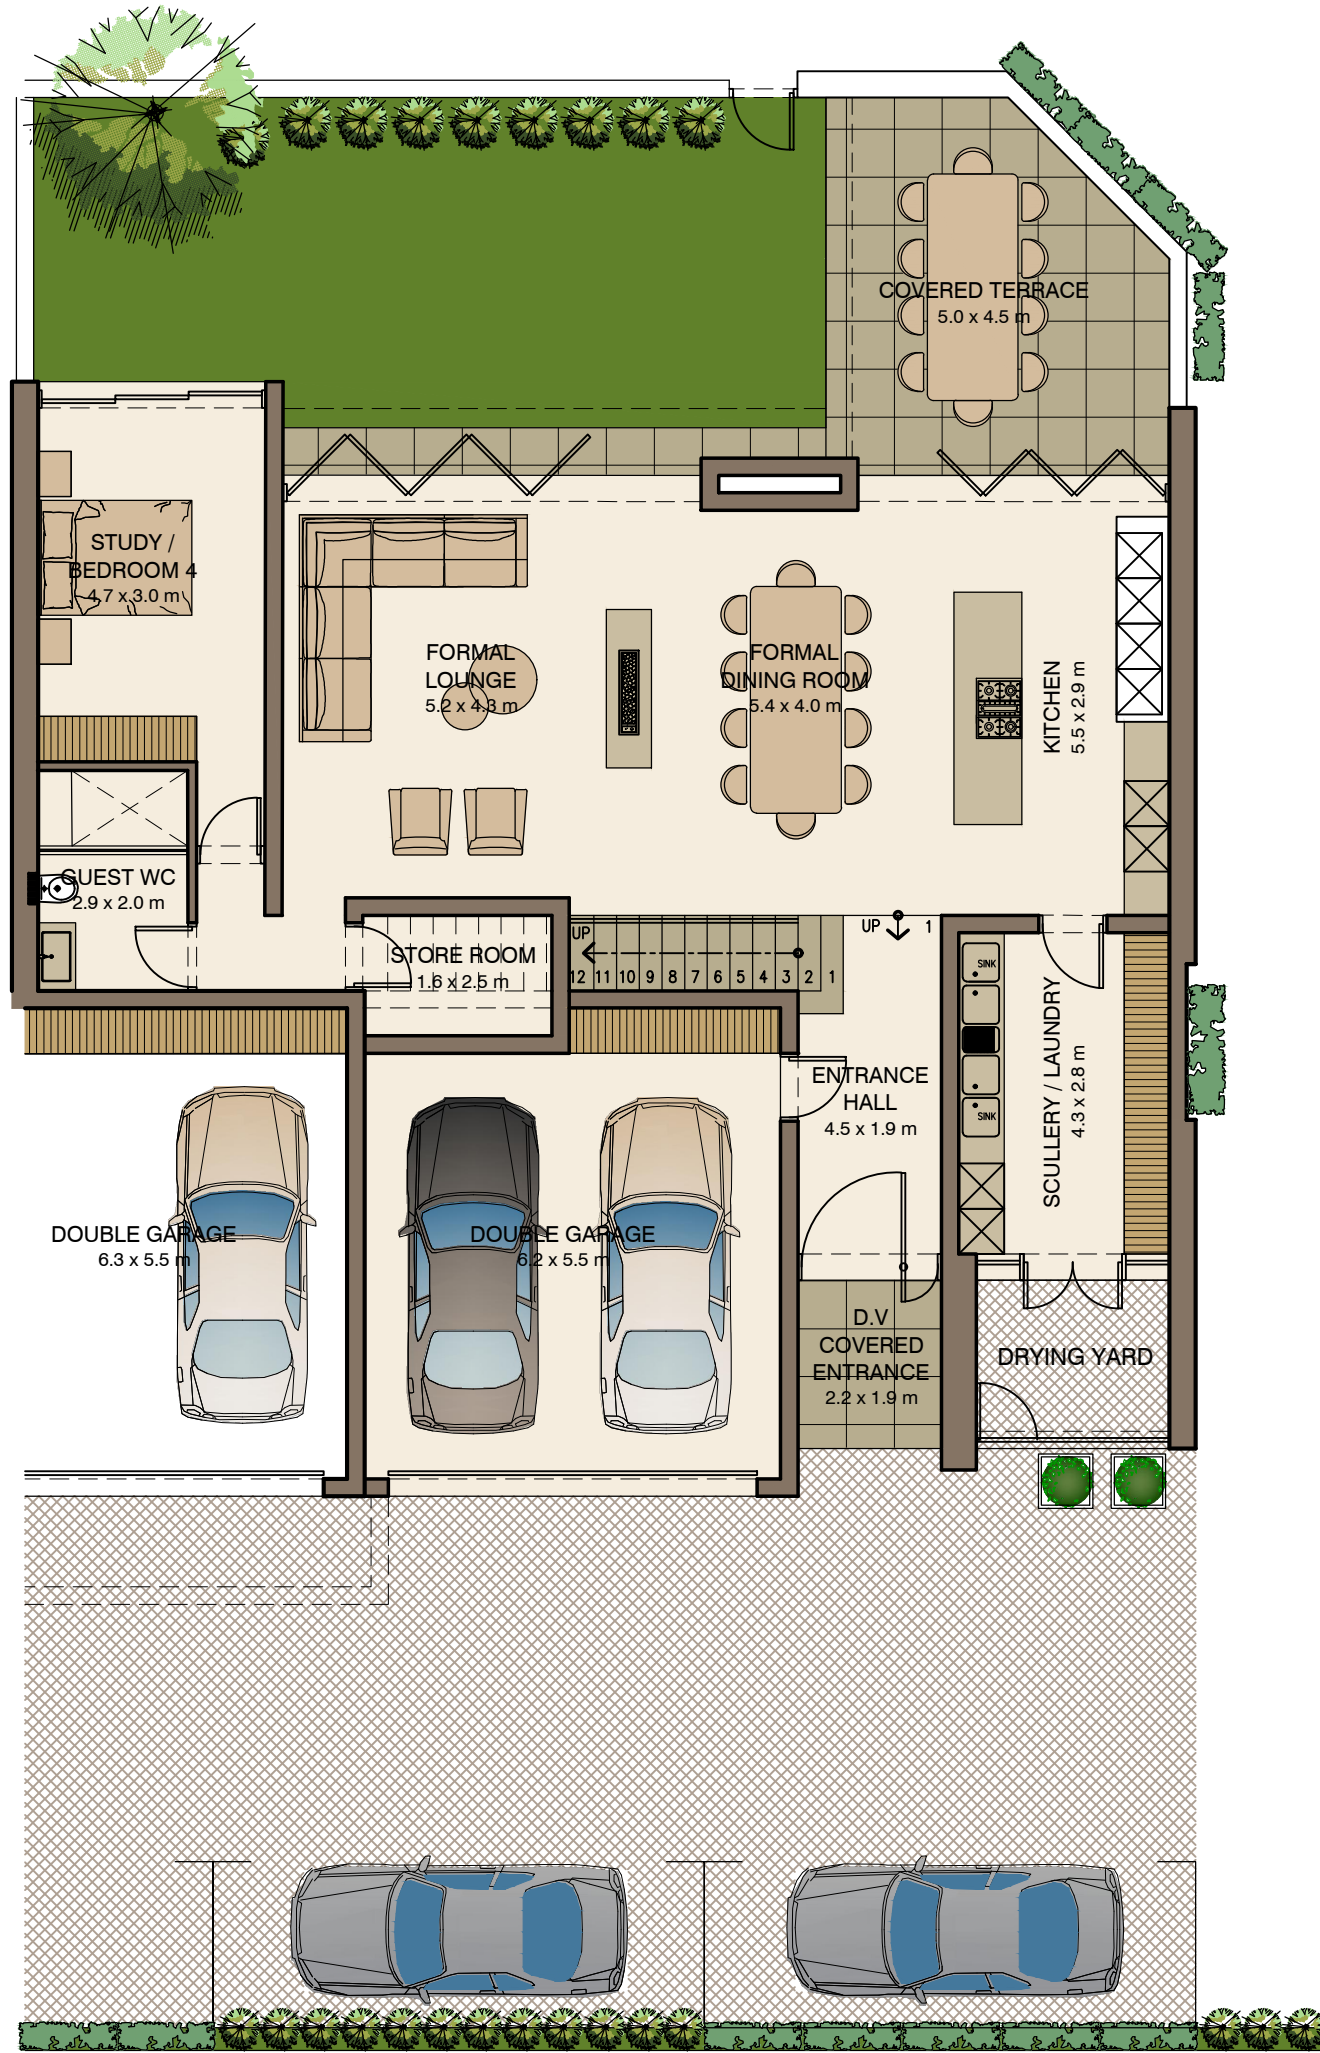 COVERED TERRACE
5.0 x 4.5 m
STUDY /
BEDROOM 4
4.7 x 3.0 m
FORMAL
LOUNGE
5.2 x 4.3 m
FORMAL
DINING ROOM
5.4 x 4.0 m
KITCHEN
5.5 x 2.9 m
GUEST WC
2.9 x 2.0 m
STORE ROOM
1.6 x 2.5 m
UP
12 11 10 9 8 7 6 5 4 3 2 1
UP 1
SINK
SINK
SCULLERY / LAUNDRY
4.3 x 2.8 m
ENTRANCE
HALL
4.5 x 1.9 m
DOUBLE GARAGE
6.3 x 5.5 m
DOUBLE GARAGE
6.2 x 5.5 m
D.V
COVERED
ENTRANCE
2.2 x 1.9 m
DRYING YARD